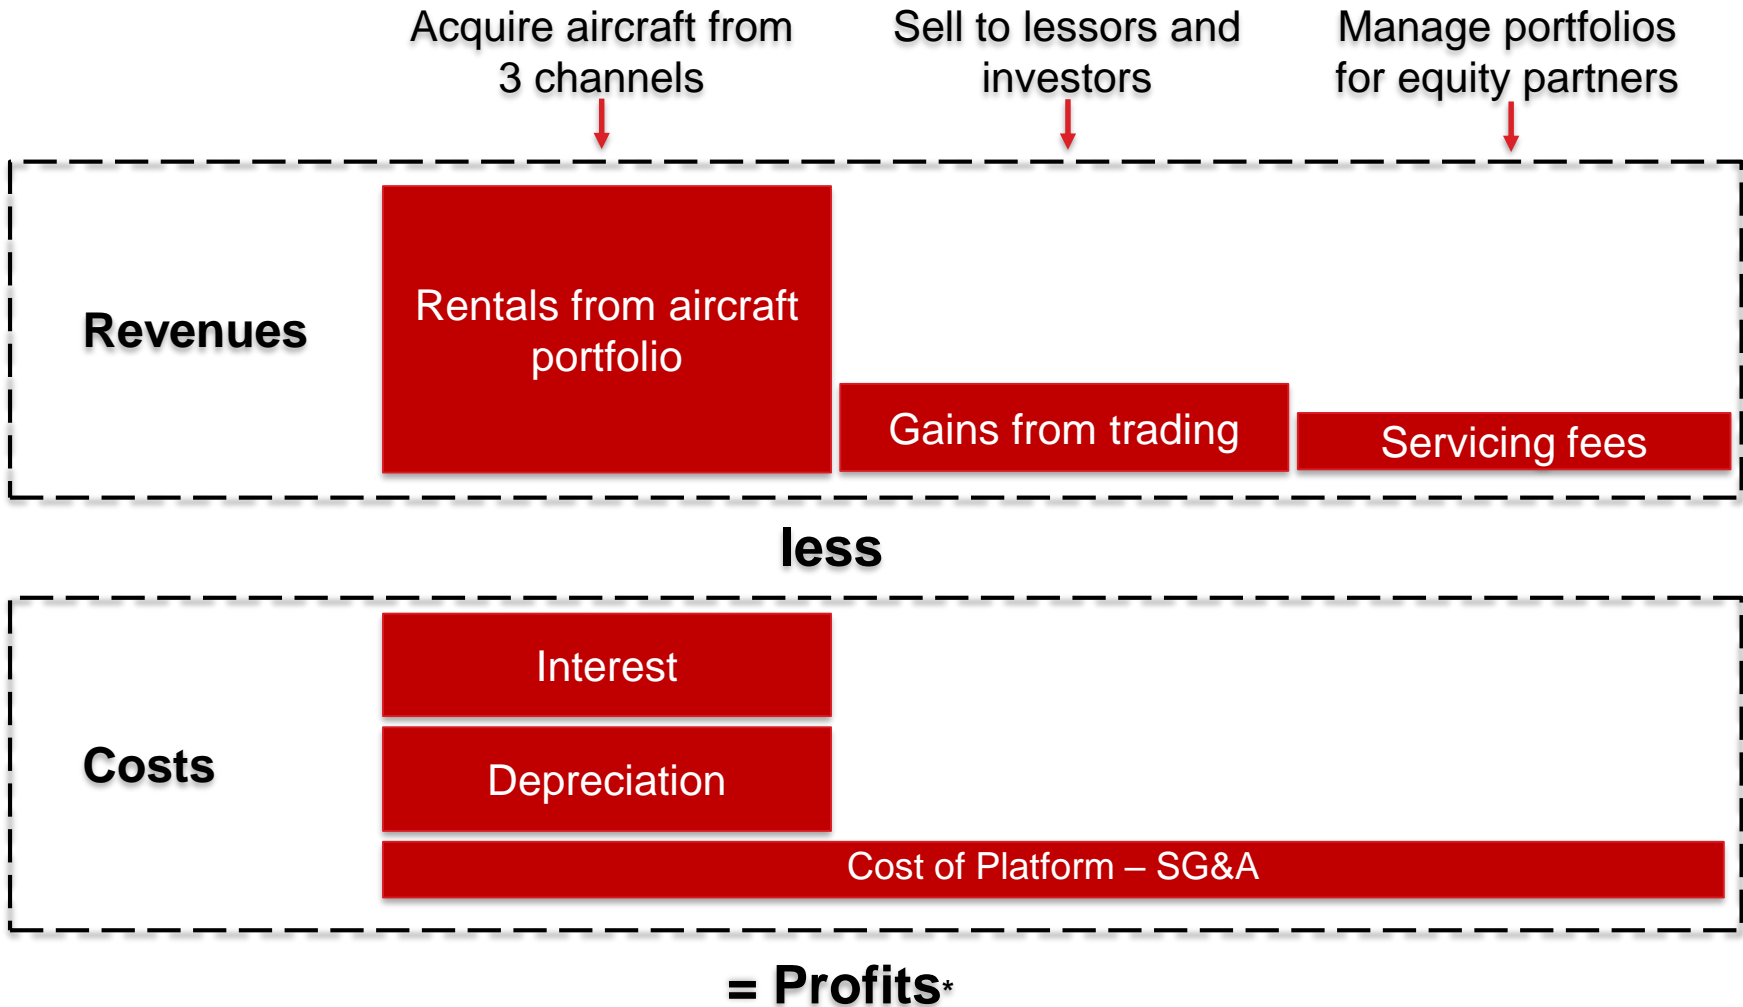 Acquire aircraft from
3 channels
Sell to lessors and
investors
Manage portfolios
for equity partners
Revenues
Rentals from aircraft
portfolio
Gains from trading
Servicing fees
less
Costs
Interest
Depreciation
Cost of Platform – SG&A
= Profits*